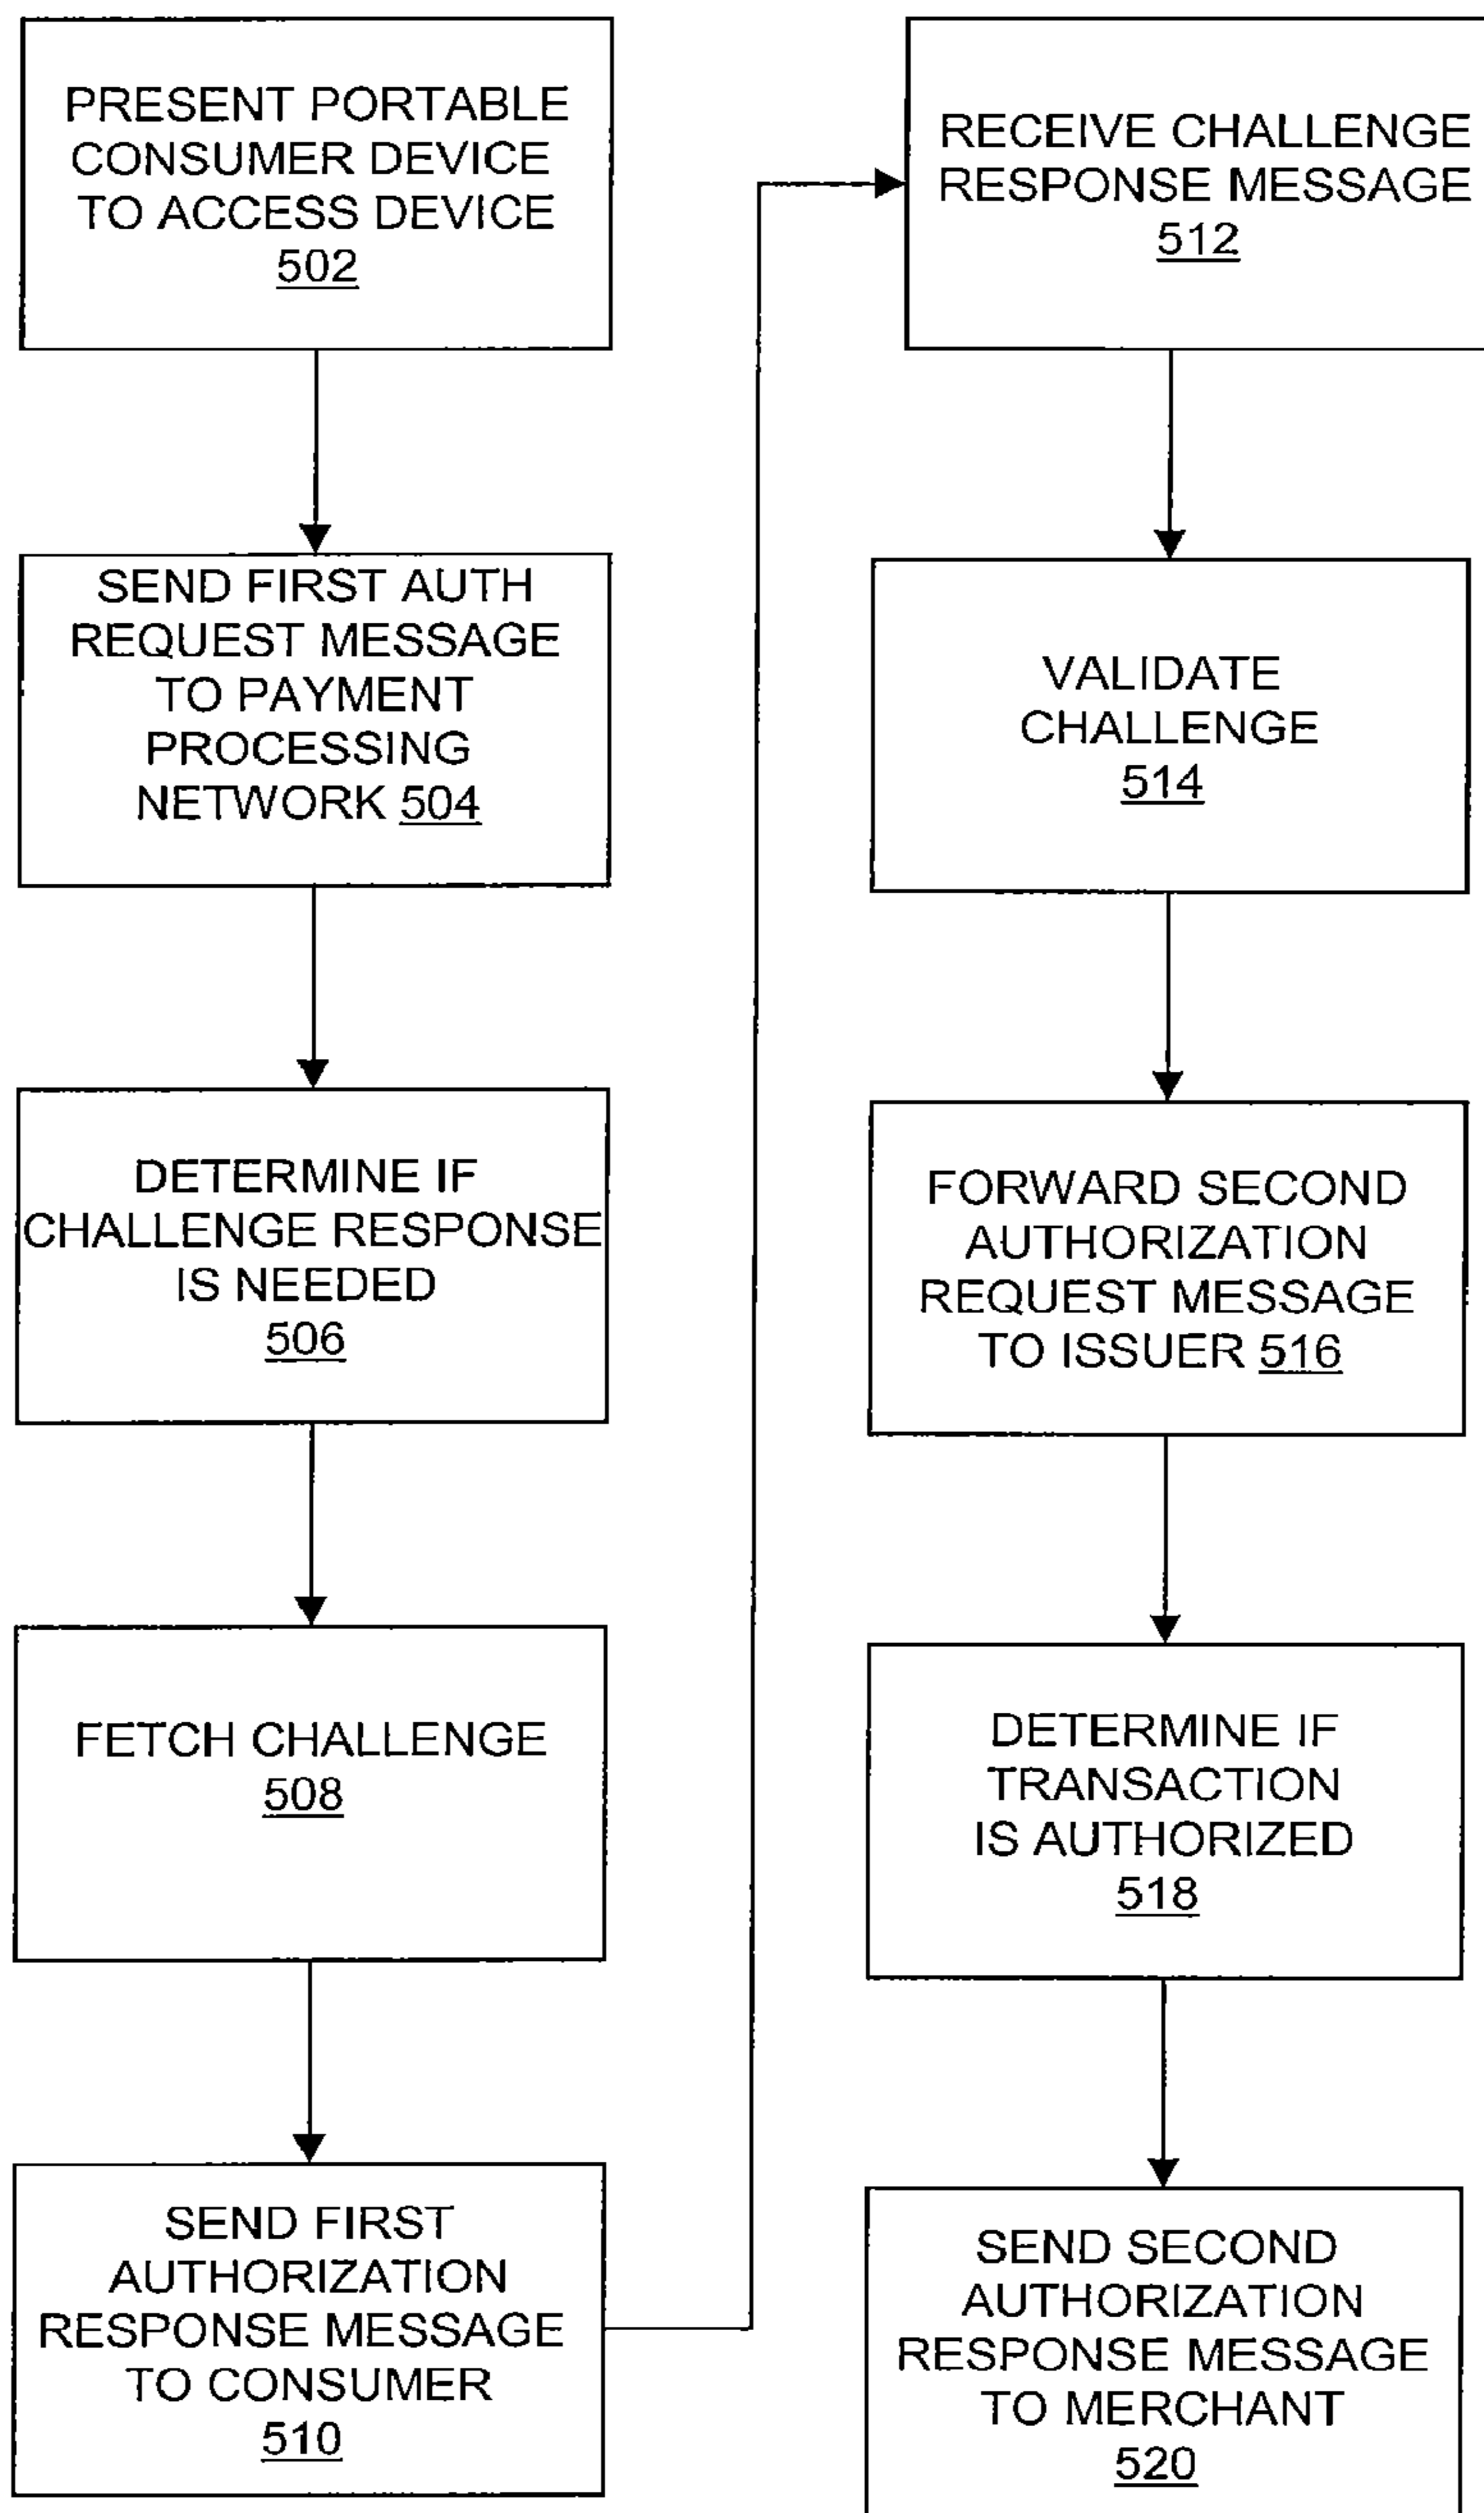 PRESENT PORTABLE
CONSUMER DEVICE
TO ACCESS DEVICE
502
SEND FIRST AUTH
REQUEST MESSAGE
TO PAYMENT
PROCESSING
NETWORK 504
DETERMINE IF
CHALLENGE RESPONSE
IS NEEDED
506
FETCH CHALLENGE
508
SEND FIRST
AUTHORIZATION
RESPONSE MESSAGE
TO CONSUMER
510
RECEIVE CHALLENGE
RESPONSE MESSAGE
512
VALIDATE
CHALLENGE
514
FORWARD SECOND
AUTHORIZATION
REQUEST MESSAGE
TO ISSUER 516
DETERMINE IF
TRANSACTION
IS AUTHORIZED
518
SEND SECOND
AUTHORIZATION
RESPONSE MESSAGE
TO MERCHANT
520